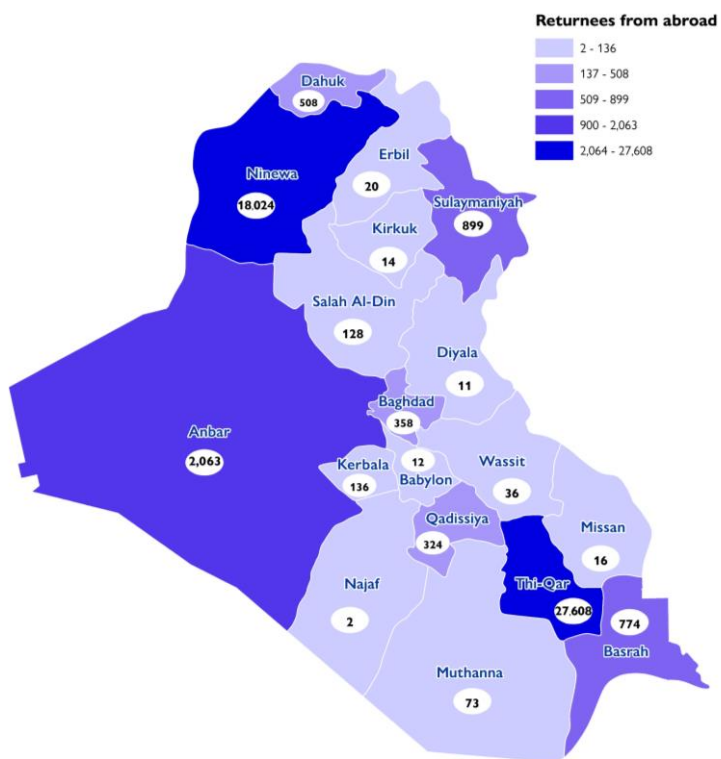 Returnees from abroad
2 - 136
137 - 508
509 - 899
900 - 2,063
2,064 - 27,608
Dahuk
508
Ninewa
18,024
Erbil
20
Sulaymaniyah
899
Kirkuk
14
Salah Al-Din
128
Diyala
11
Baghdad
358
Anbar
2,063
Kerbala
136
12
Babylon
Wassit
36
Qadissiya
324
Missan
16
Thi-Qar
27,608
Najaf
2
774
Basrah
Muthanna
73